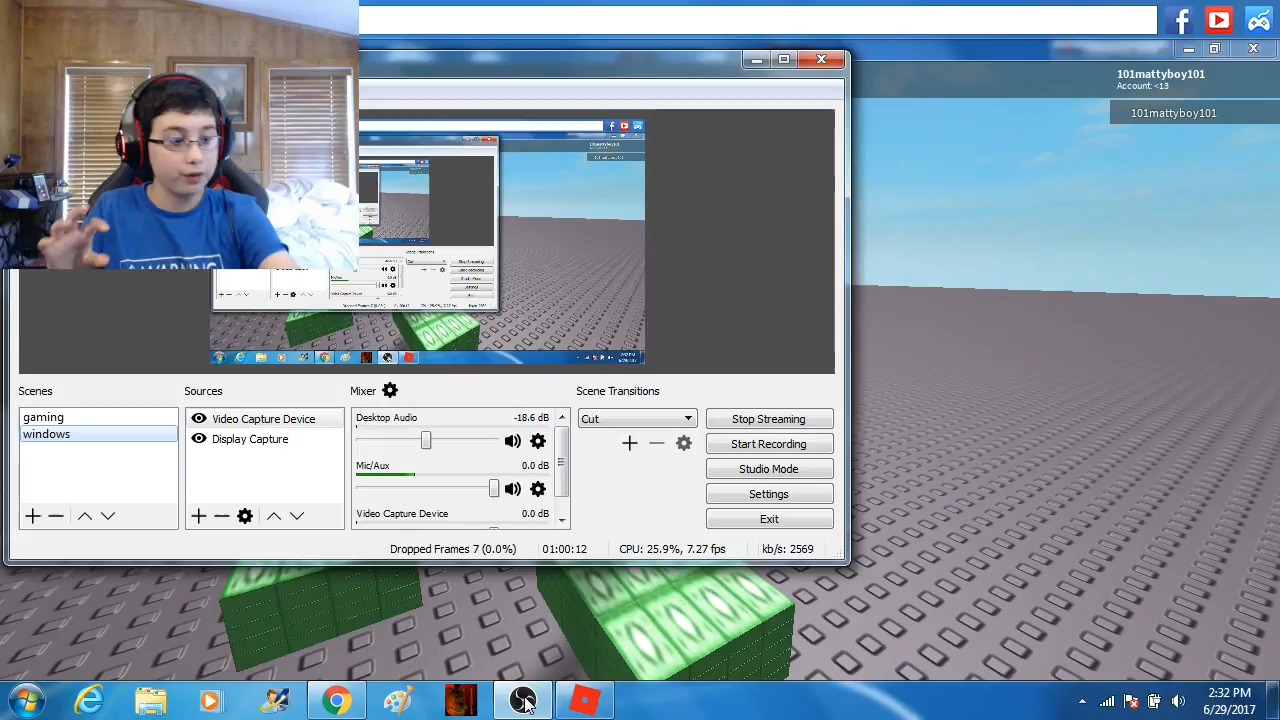 101mattyboy101
Account: <13
101mattyboy101
WARNING
Scenes
Sources
Mixer
Scene Transitions
gaming
windows
Video Capture Device
Display Capture
Desktop Audio
-18.6 dB
Mic/Aux
0.0 dB
Video Capture Device
0.0 dB
Cut
Stop Streaming
Start Recording
Studio Mode
Settings
Exit
Dropped Frames 7 (0.0%)
01:00:12
CPU: 25.9%, 7.27 fps
kb/s: 2569
2:32 PM
6/29/2017